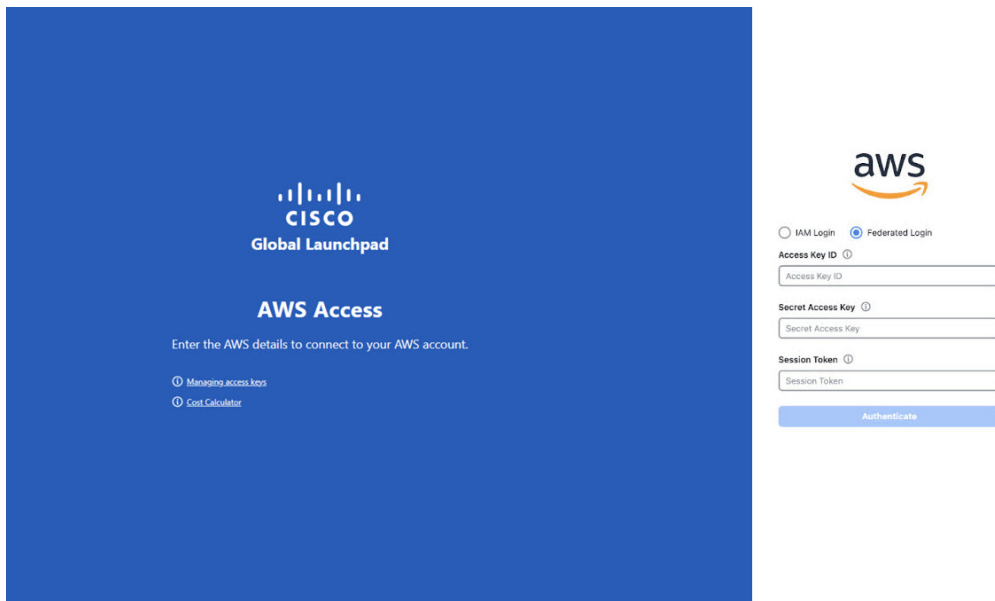 CISCO
Global Launchpad
AWS Access
Enter the AWS details to connect to your AWS account.
Managing access keys
Cost Calculator
aws
IAM Login Federated Login
Access Key ID
Access Key ID
Secret Access Key
Secret Access Key
Session Token
Session Token
Authenticate